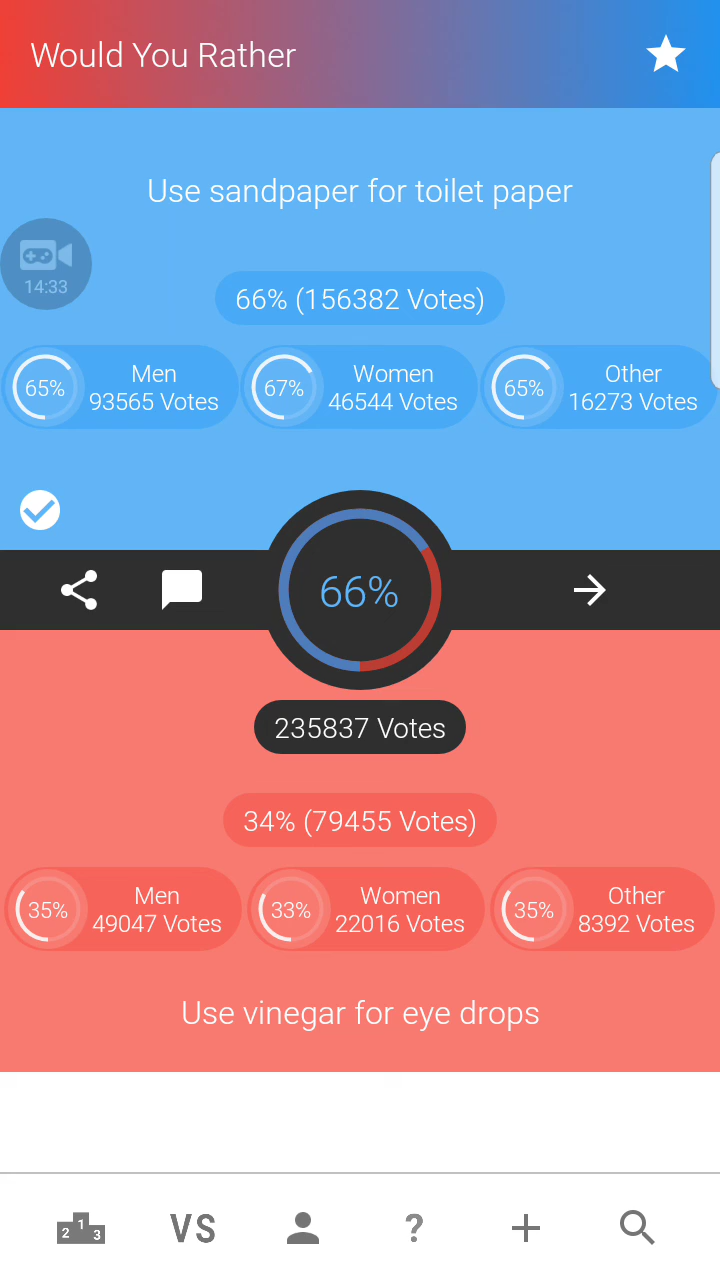 Would You Rather
Use sandpaper for toilet paper
14:33
66% (156382 Votes)
65%
Men
93565 Votes
67%
Women
46544 Votes
65%
Other
16273 Votes
66%
235837 Votes
34% (79455 Votes)
35%
Men
49047 Votes
33%
Women
22016 Votes
35%
Other
8392 Votes
Use vinegar for eye drops
2 1 3
VS
?